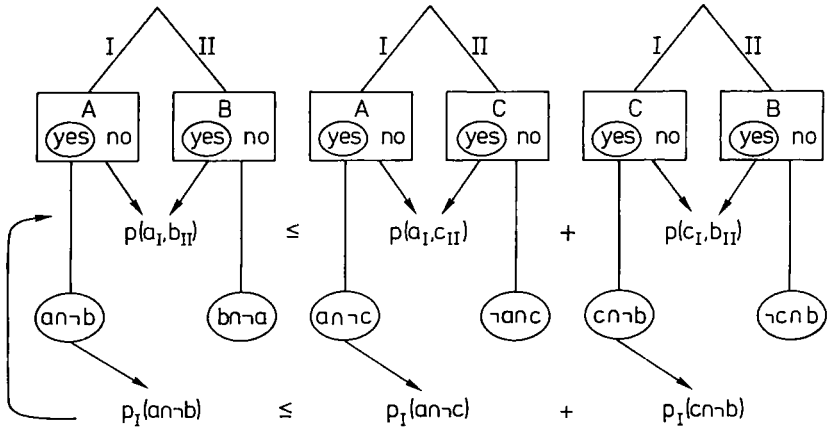 I II I II I II
A B A C C B
yes no yes no yes no yes no yes no yes no
p(a_I,b_II) ≤ p(a_I,c_II) + p(c_I,b_II)
a∩¬b b∩¬a a∩¬c ¬a∩c c∩¬b ¬c∩b
p_I(a∩¬b) ≤ p_I(a∩¬c) + p_I(c∩¬b)